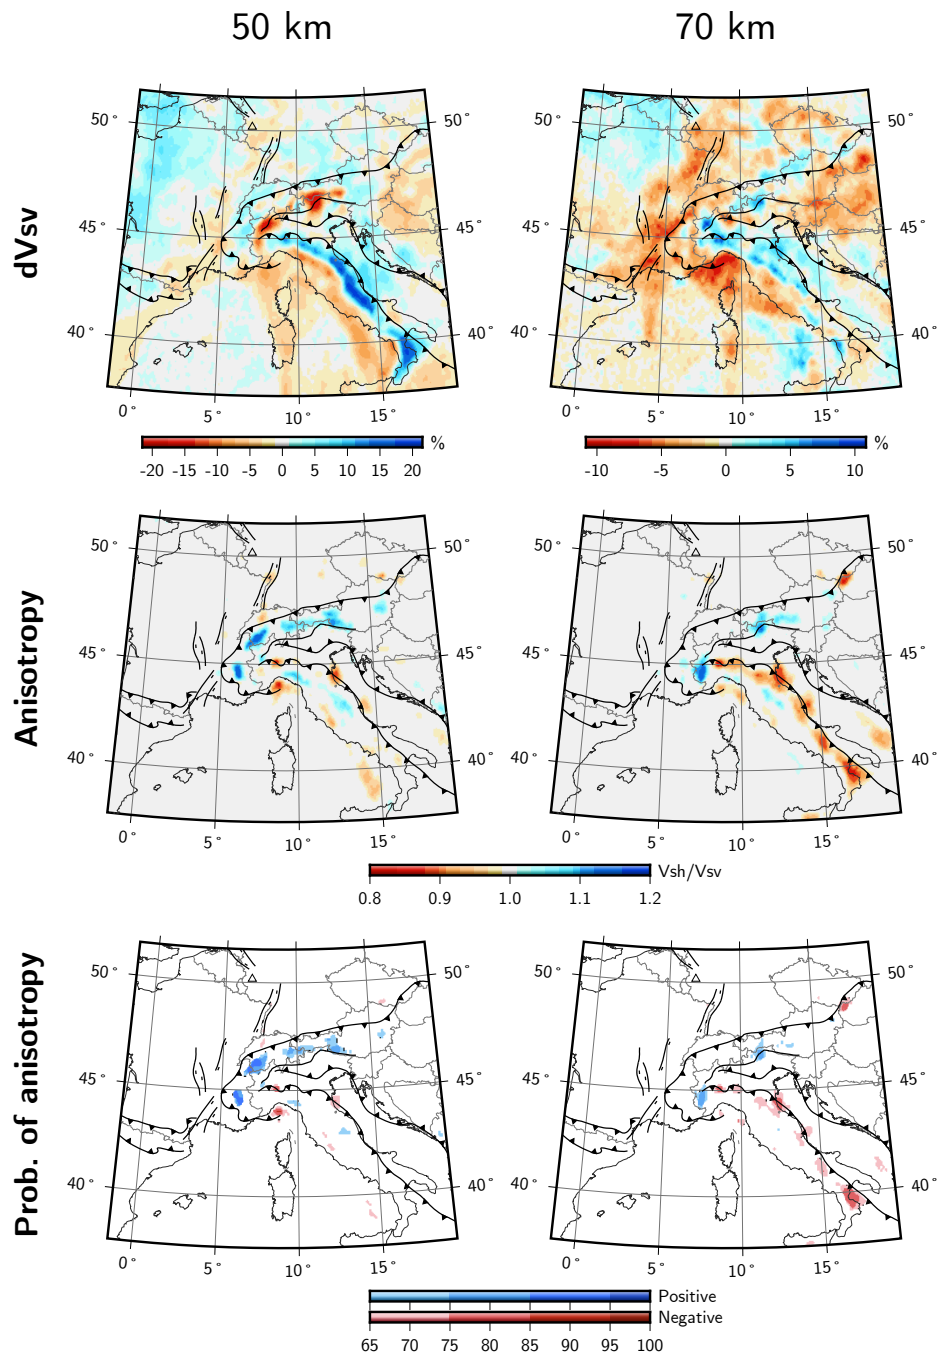 50 km 70 km
dVsv
50° 50° 50° 50°
45° 45° 45° 45°
40° 40° 40° 40°
0° 5° 10° 15° 0° 5° 10° 15°
% %
-20 -15 -10 -5 0 5 10 15 20 -10 -5 0 5 10
Anisotropy
50° 50° 50° 50°
45° 45° 45° 45°
40° 40° 40° 40°
0° 5° 10° 15° 0° 5° 10° 15°
Vsh/Vsv
0.8 0.9 1.0 1.1 1.2
Prob. of anisotropy
50° 50° 50° 50°
45° 45° 45° 45°
40° 40° 40° 40°
0° 5° 10° 15° 0° 5° 10° 15°
Positive
Negative
65 70 75 80 85 90 95 100